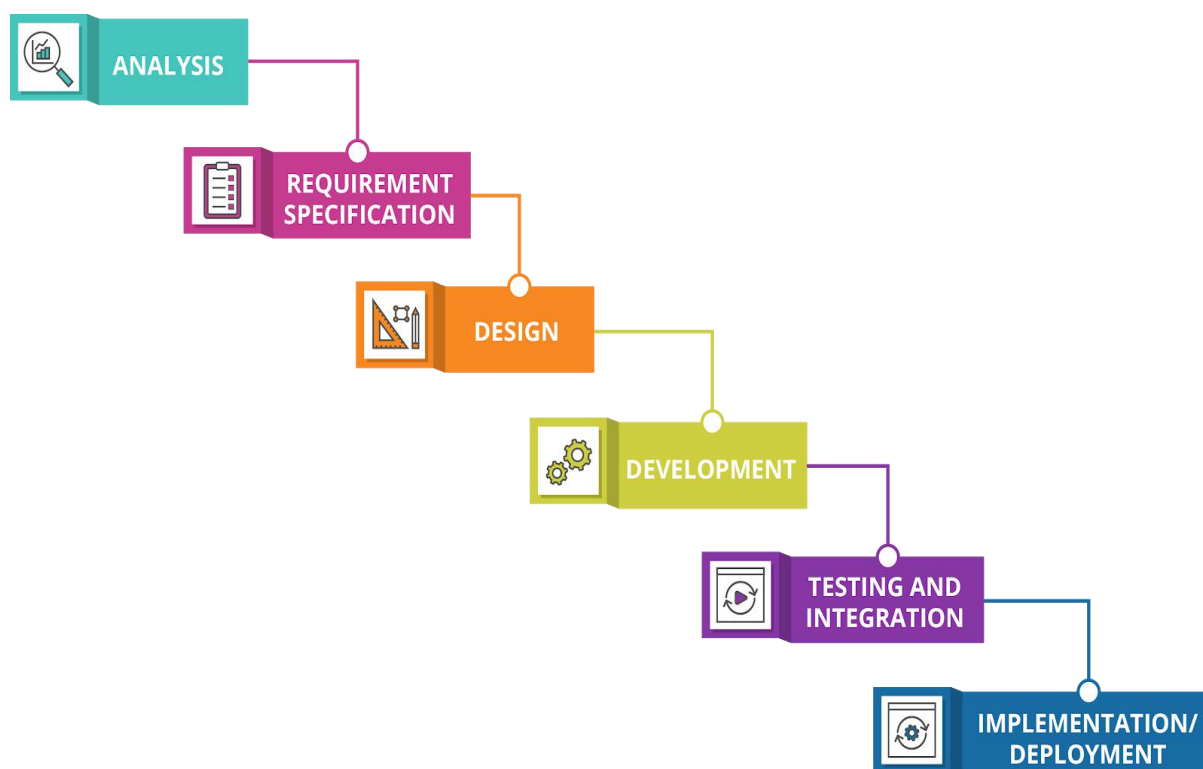 ANALYSIS
REQUIREMENT
SPECIFICATION
DESIGN
DEVELOPMENT
TESTING AND
INTEGRATION
IMPLEMENTATION/
DEPLOYMENT